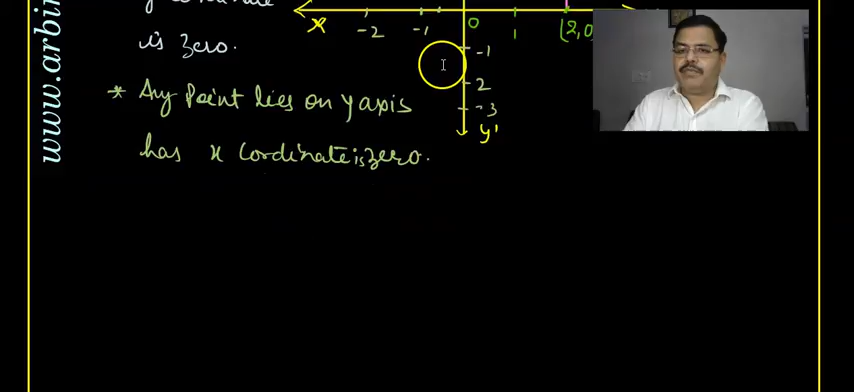 is zero.
x -2 -1 0 1 (2,0)
-1
* Any Point lies on y axis
2
-3
y'
has x Cordinate is zero.
www.arbin